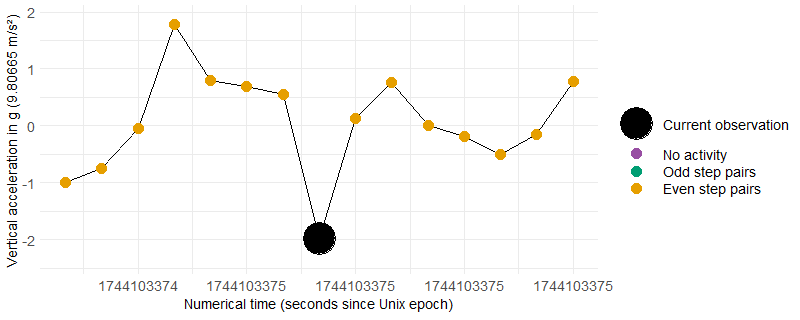 Vertical acceleration in g (9.80665 m/s²)
2
1
0
-1
-2
1744103374
1744103375
1744103375
1744103375
1744103375
Numerical time (seconds since Unix epoch)
Current observation
No activity
Odd step pairs
Even step pairs